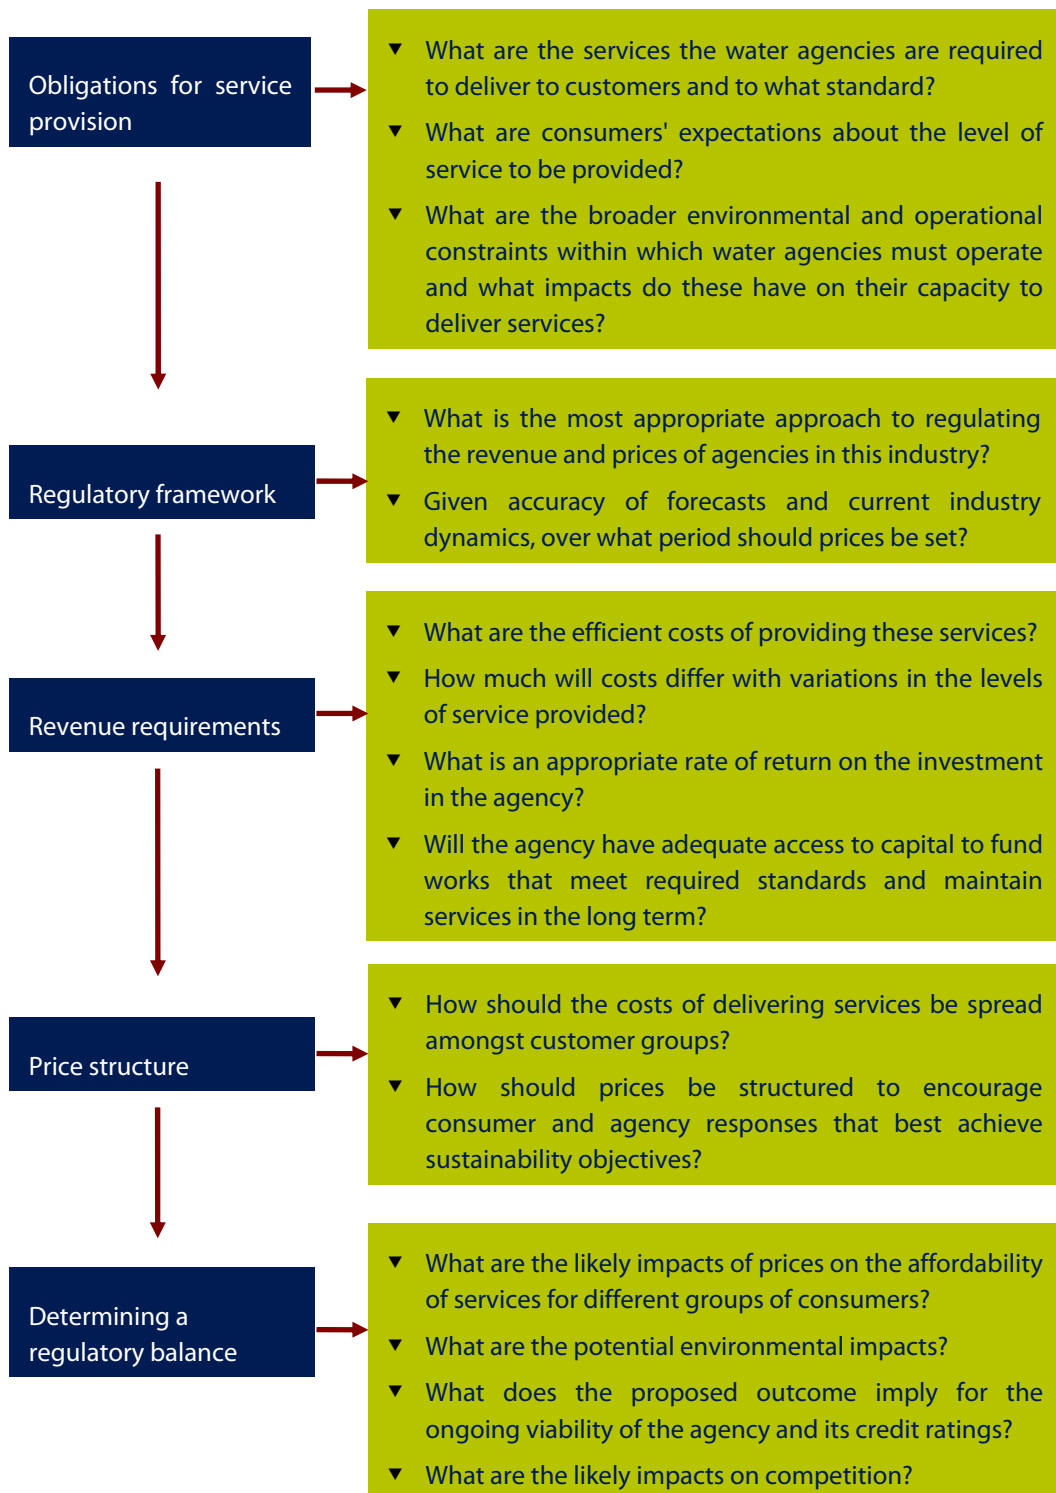 Obligations for service
provision
▼ What are the services the water agencies are required
to deliver to customers and to what standard?
▼ What are consumers' expectations about the level of
service to be provided?
▼ What are the broader environmental and operational
constraints within which water agencies must operate
and what impacts do these have on their capacity to
deliver services?
Regulatory framework
▼ What is the most appropriate approach to regulating
the revenue and prices of agencies in this industry?
▼ Given accuracy of forecasts and current industry
dynamics, over what period should prices be set?
Revenue requirements
▼ What are the efficient costs of providing these services?
▼ How much will costs differ with variations in the levels
of service provided?
▼ What is an appropriate rate of return on the investment
in the agency?
▼ Will the agency have adequate access to capital to fund
works that meet required standards and maintain
services in the long term?
Price structure
▼ How should the costs of delivering services be spread
amongst customer groups?
▼ How should prices be structured to encourage
consumer and agency responses that best achieve
sustainability objectives?
Determining a
regulatory balance
▼ What are the likely impacts of prices on the affordability
of services for different groups of consumers?
▼ What are the potential environmental impacts?
▼ What does the proposed outcome imply for the
ongoing viability of the agency and its credit ratings?
▼ What are the likely impacts on competition?